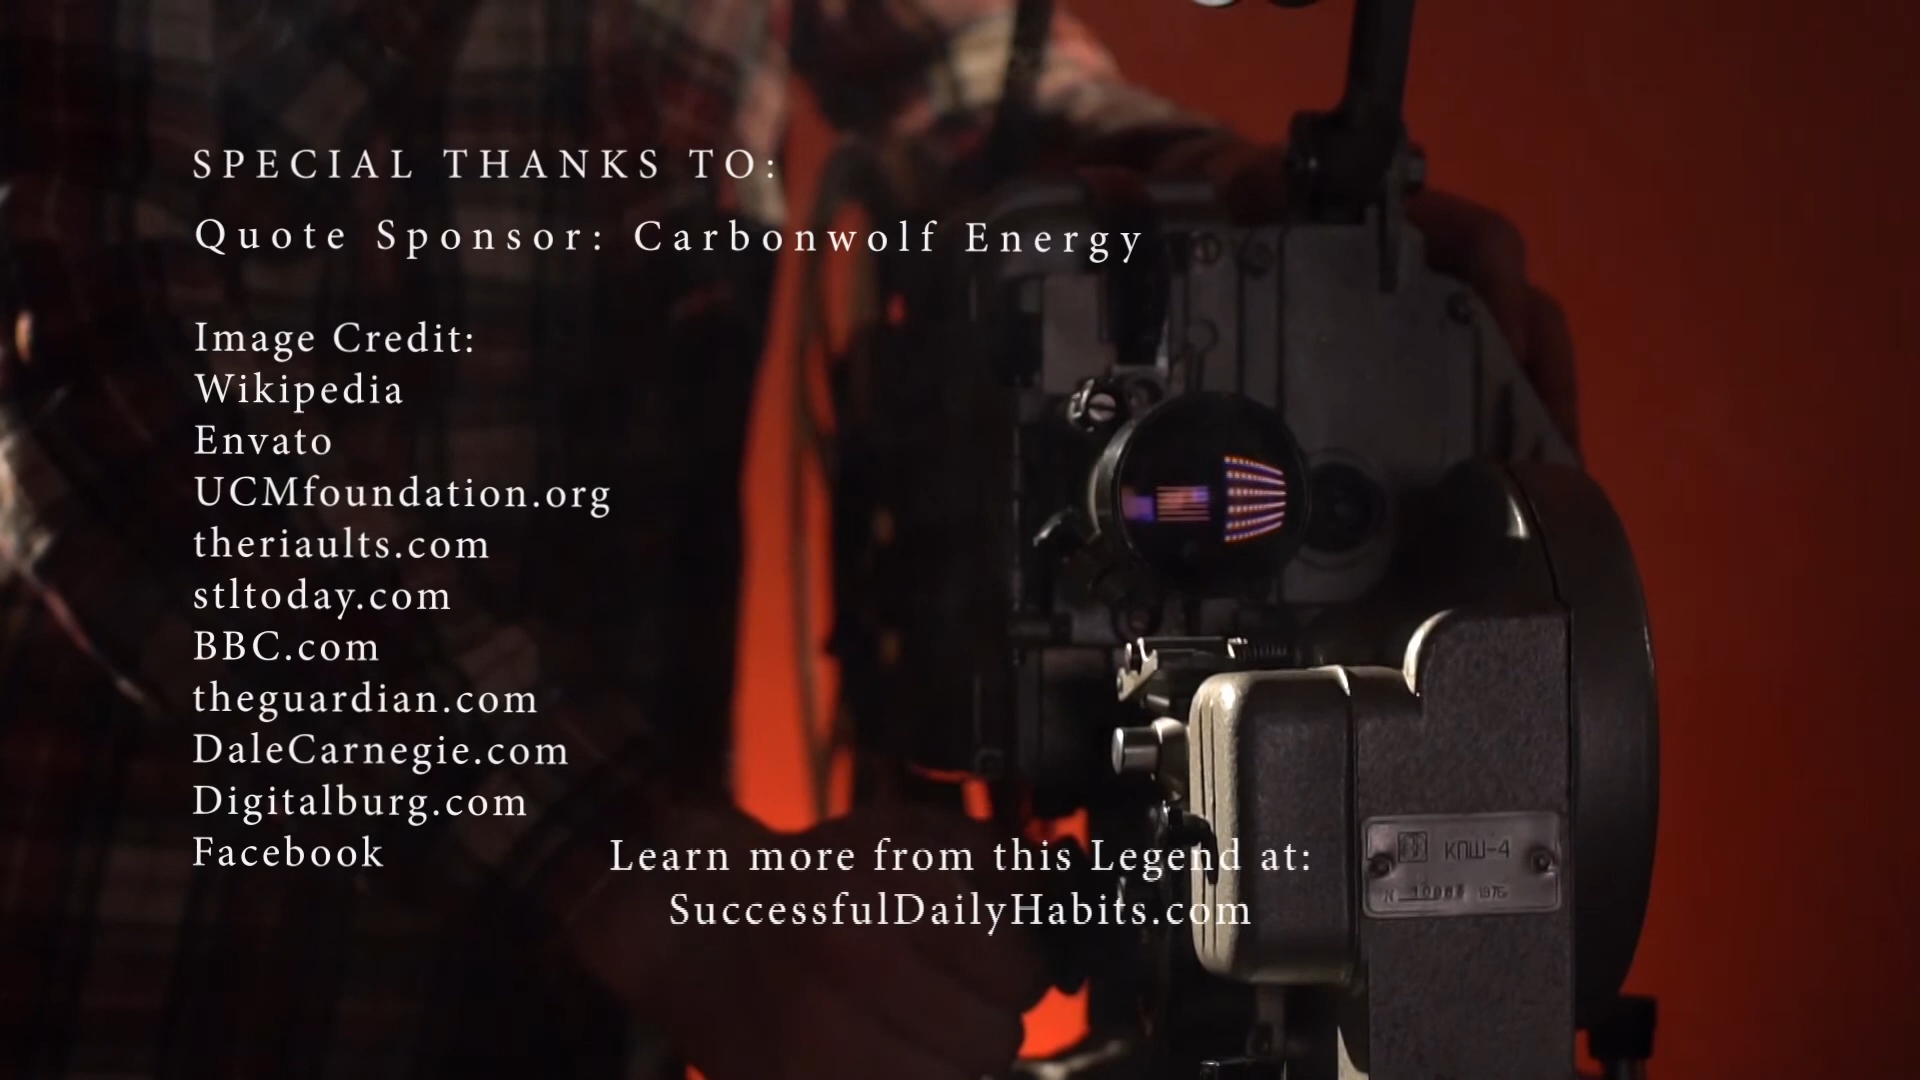 SPECIAL THANKS TO:
Quote Sponsor: Carbonwolf Energy
Image Credit:
Wikipedia
Envato
UCMfoundation.org
theriaults.com
stltoday.com
BBC.com
theguardian.com
DaleCarnegie.com
Digitalburg.com
Facebook
Learn more from this Legend at:
SuccessfulDailyHabits.com
КПШ-4
N